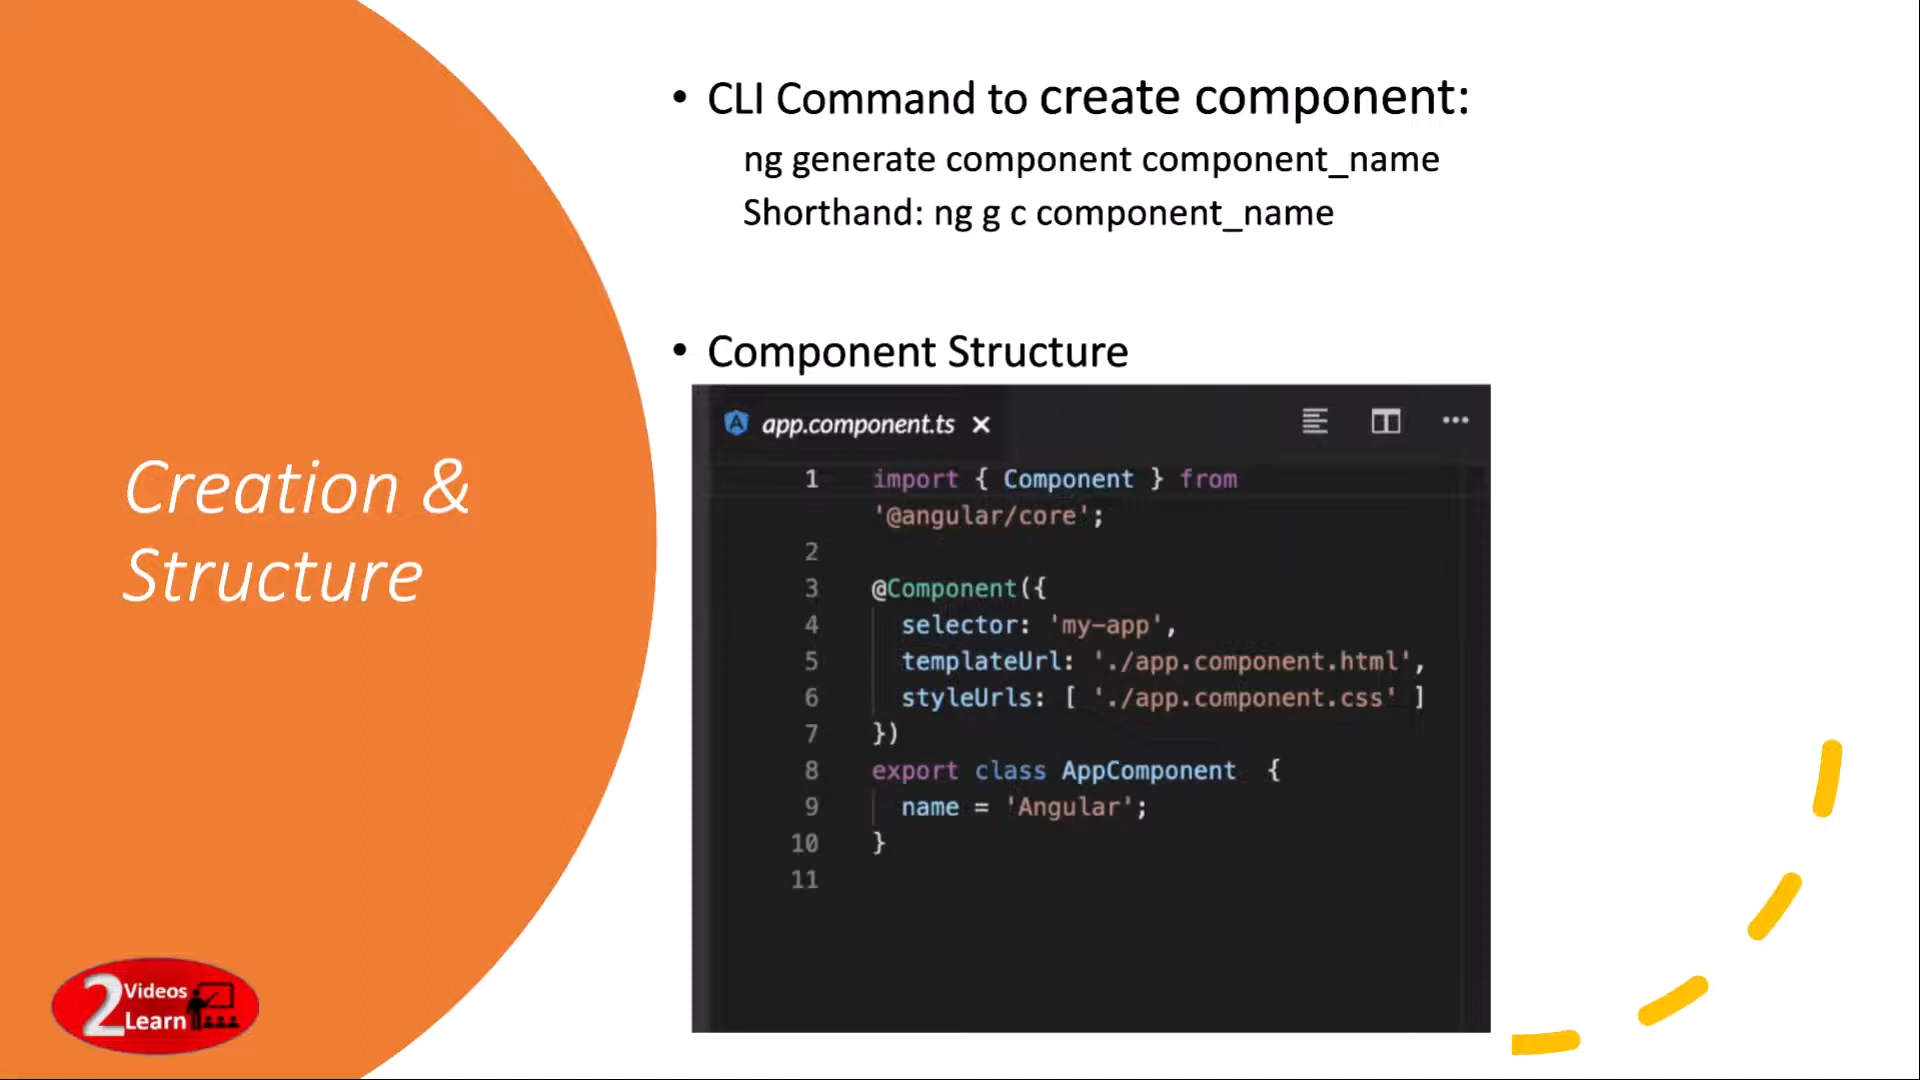 Creation &
Structure
• CLI Command to create component:
ng generate component component_name
Shorthand: ng g c component_name
• Component Structure
app.component.ts ×
1 import { Component } from
'@angular/core';
2
3 @Component({
4 selector: 'my-app',
5 templateUrl: './app.component.html',
6 styleUrls: [ './app.component.css' ]
7 })
8 export class AppComponent {
9 name = 'Angular';
10 }
11
2 Videos
Learn